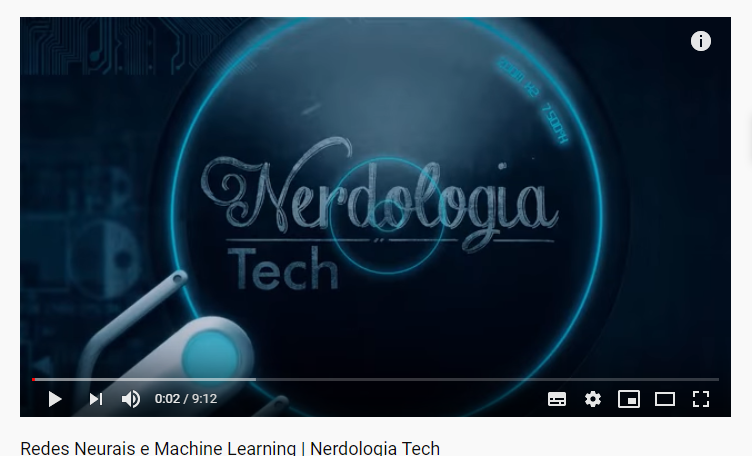 Nerdologia
Tech
0:02 / 9:12
Redes Neurais e Machine Learning | Nerdologia Tech